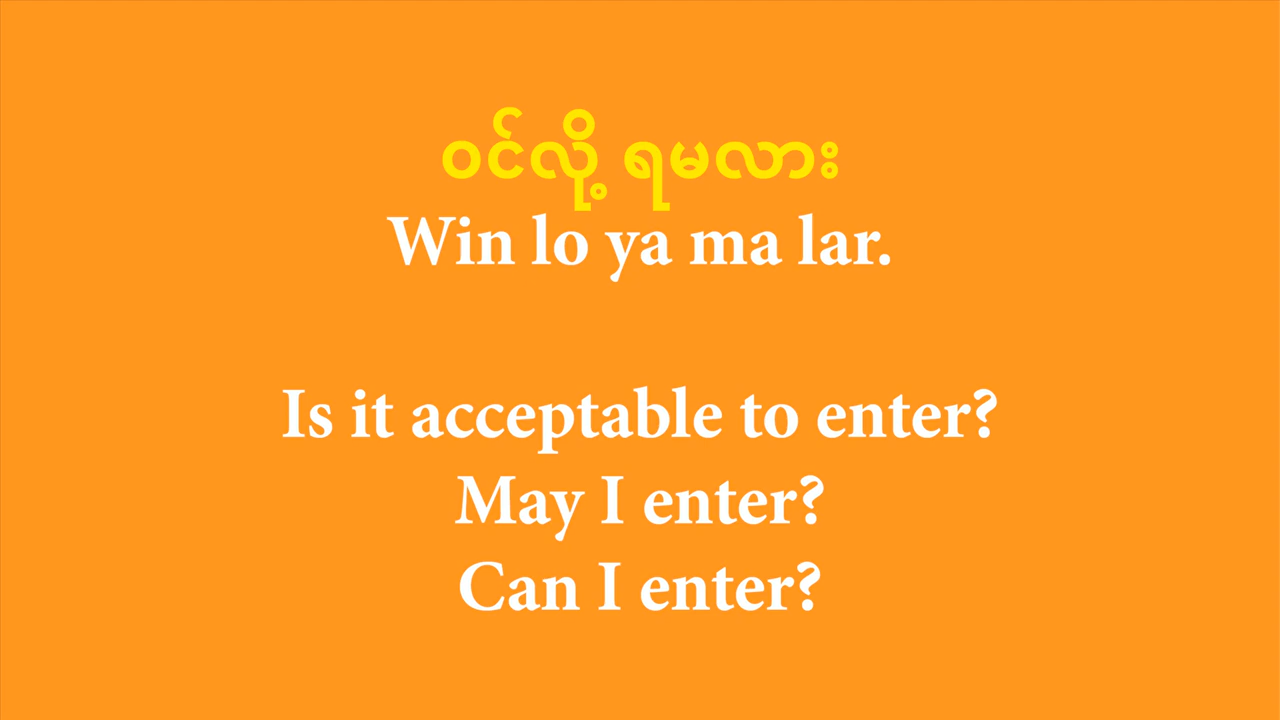 ဝင်လို့ ရမလား
Win lo ya ma lar.
Is it acceptable to enter?
May I enter?
Can I enter?